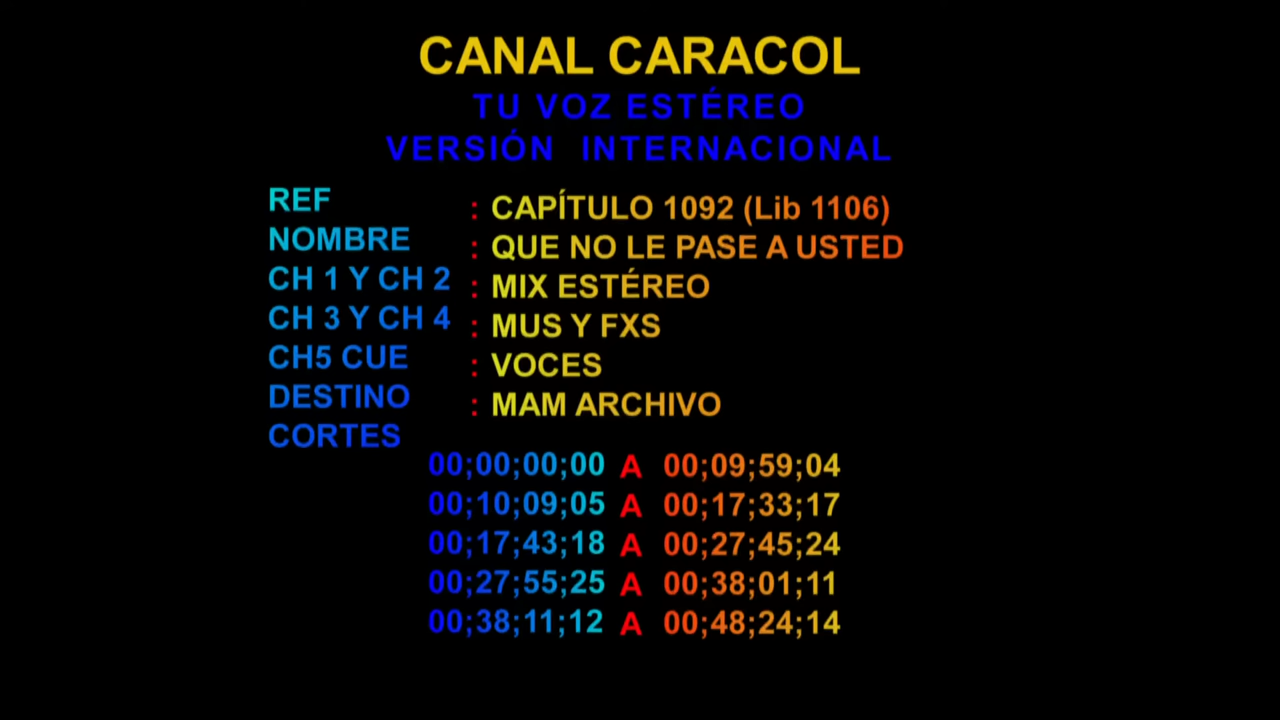 CANAL CARACOL
TU VOZ ESTÉREO
VERSIÓN INTERNACIONAL
REF : CAPÍTULO 1092 (Lib 1106)
NOMBRE : QUE NO LE PASE A USTED
CH 1 Y CH 2 : MIX ESTÉREO
CH 3 Y CH 4 : MUS Y FXS
CH5 CUE : VOCES
DESTINO : MAM ARCHIVO
CORTES
00;00;00;00 A 00;09;59;04
00;10;09;05 A 00;17;33;17
00;17;43;18 A 00;27;45;24
00;27;55;25 A 00;38;01;11
00;38;11;12 A 00;48;24;14